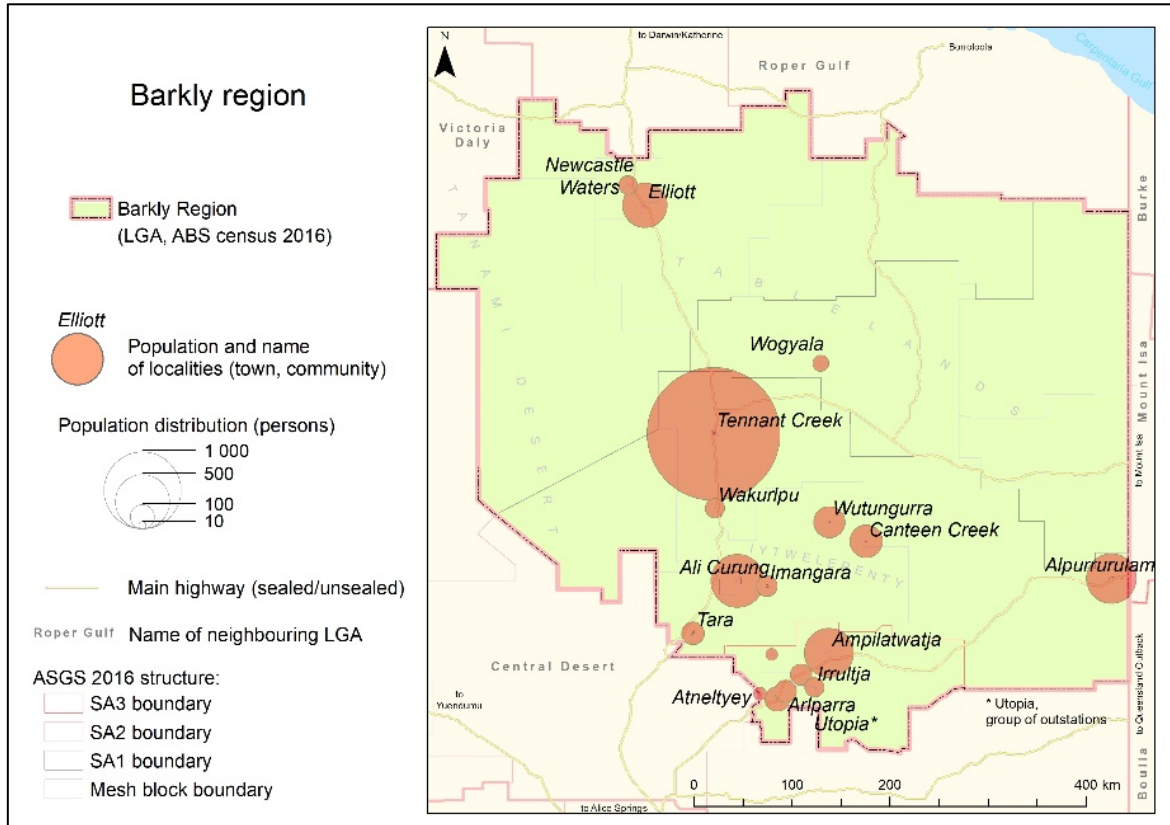 Barkly region
Barkly Region
(LGA, ABS census 2016)
Elliott
Population and name
of localities (town, community)
Population distribution (persons)
1 000
500
100
10
Main highway (sealed/unsealed)
Roper Gulf
Name of neighbouring LGA
ASGS 2016 structure:
SA3 boundary
SA2 boundary
SA1 boundary
Mesh block boundary
N
to Darwin/Katherine
Borroloola
Carpentaria Gulf
Roper Gulf
Victoria
Daly
Newcastle
Waters
Elliott
Burke
TANAMI DESERT
TABLELANDS
Wogyala
Mount Isa
Tennant Creek
to Mount Isa
Wakurlpu
Wutungurra
Canteen Creek
IYTWELEPENTY
Ali Curung
Imangara
Alpurrurulam
Tara
Ampilatwatja
Central Desert
Irrultja
to
Yuendumu
Atneltyey
Arlparra
Utopia*
* Utopia,
group of outstations
to Queensland Outback
Boulia
0 100 200 400 km
to Alice Springs